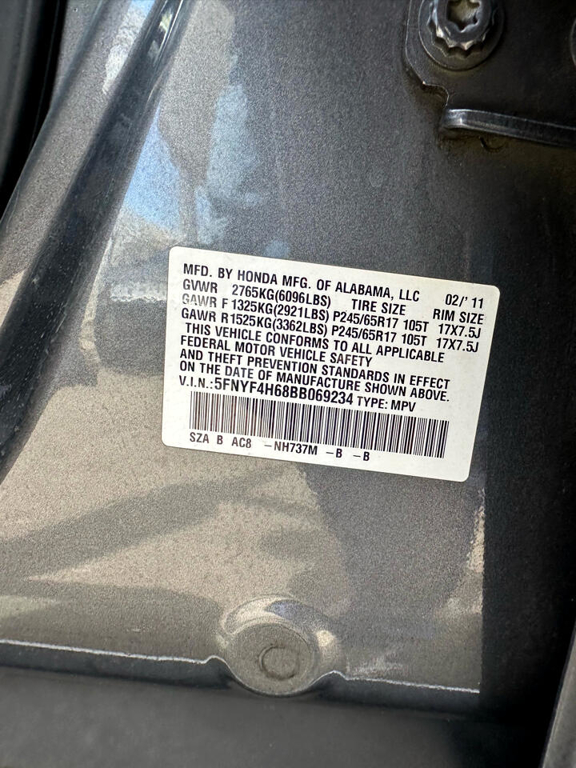 MFD. BY HONDA MFG. OF ALABAMA, LLC 02/'11
GVWR 2765KG(6096LBS) TIRE SIZE RIM SIZE
GAWR F 1325KG(2921LBS) P245/65R17 105T 17X7.5J
GAWR R1525KG(3362LBS) P245/65R17 105T 17X7.5J
THIS VEHICLE CONFORMS TO ALL APPLICABLE
FEDERAL MOTOR VEHICLE SAFETY
AND THEFT PREVENTION STANDARDS IN EFFECT
ON THE DATE OF MANUFACTURE SHOWN ABOVE.
V.I.N.:5FNYF4H68BB069234 TYPE: MPV
SZA B AC8 -NH737M -B -B